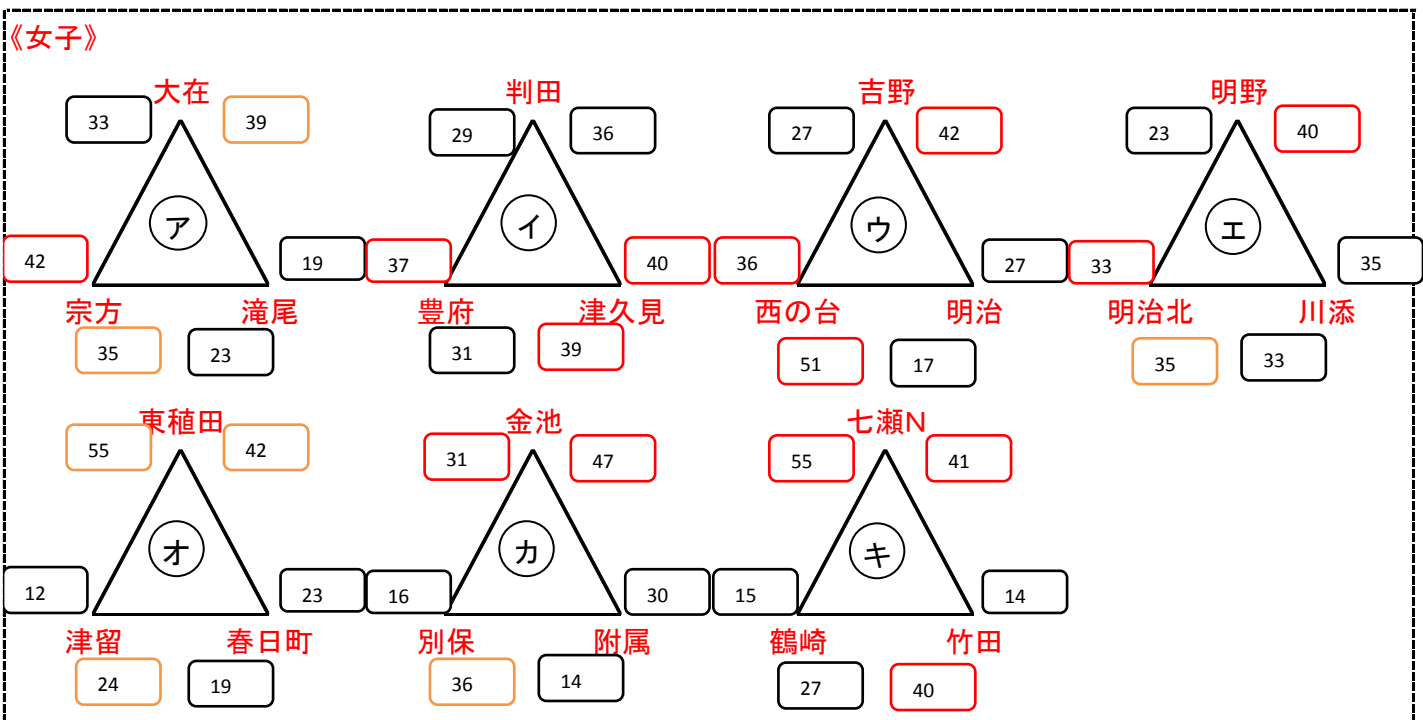 《女子》
大在 判田 吉野 明野
33 39 29 36 27 42 23 40
ア イ ウ エ
42 19 37 40 36 27 33 35
宗方 滝尾 豊府 津久見 西の台 明治 明治北 川添
35 23 31 39 51 17 35 33
東稙田 金池 七瀬N
55 42 31 47 55 41
オ カ キ
12 23 16 30 15 14
津留 春日町 別保 附属 鶴崎 竹田
24 19 36 14 27 40